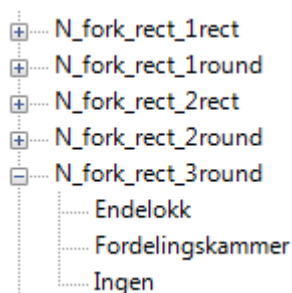 N_fork_rect_1rect
N_fork_rect_1round
N_fork_rect_2rect
N_fork_rect_2round
N_fork_rect_3round
Endelokk
Fordelingskammer
Ingen